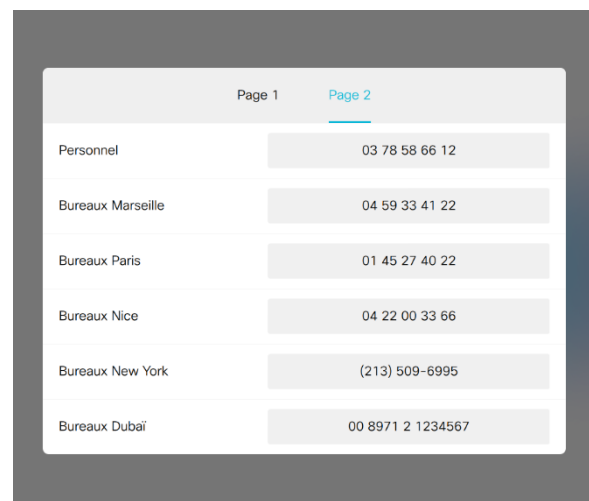 Page 1 Page 2
Personnel 03 78 58 66 12
Bureaux Marseille 04 59 33 41 22
Bureaux Paris 01 45 27 40 22
Bureaux Nice 04 22 00 33 66
Bureaux New York (213) 509-6995
Bureaux Dubaï 00 8971 2 1234567